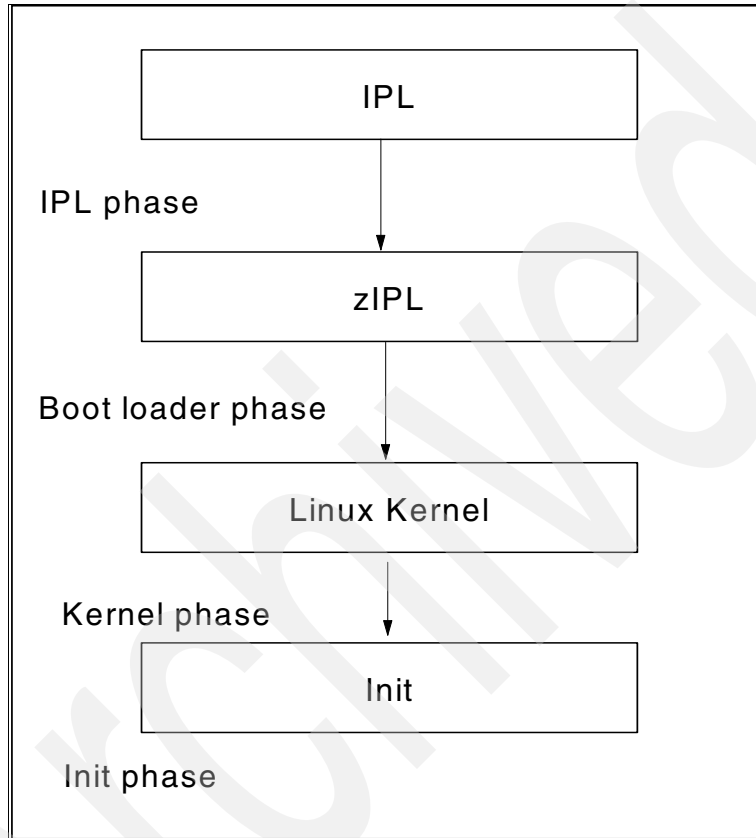 IPL
IPL phase
zIPL
Boot loader phase
Linux Kernel
Kernel phase
Init
Init phase